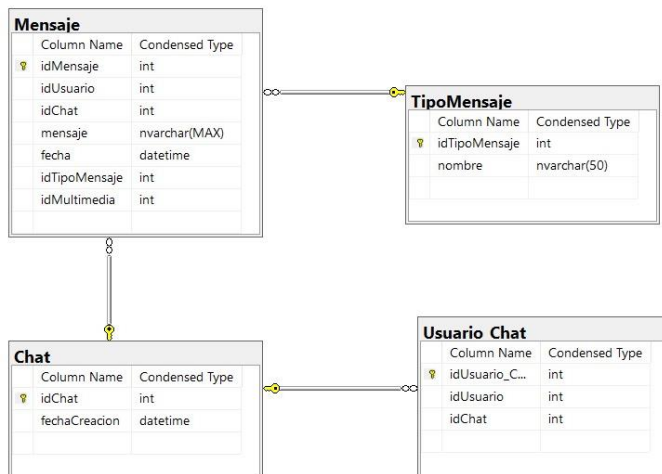 Mensaje
Column Name Condensed Type
idMensaje int
idUsuario int
idChat int
mensaje nvarchar(MAX)
fecha datetime
idTipoMensaje int
idMultimedia int
TipoMensaje
Column Name Condensed Type
idTipoMensaje int
nombre nvarchar(50)
Chat
Column Name Condensed Type
idChat int
fechaCreacion datetime
Usuario_Chat
Column Name Condensed Type
idUsuario_C... int
idUsuario int
idChat int